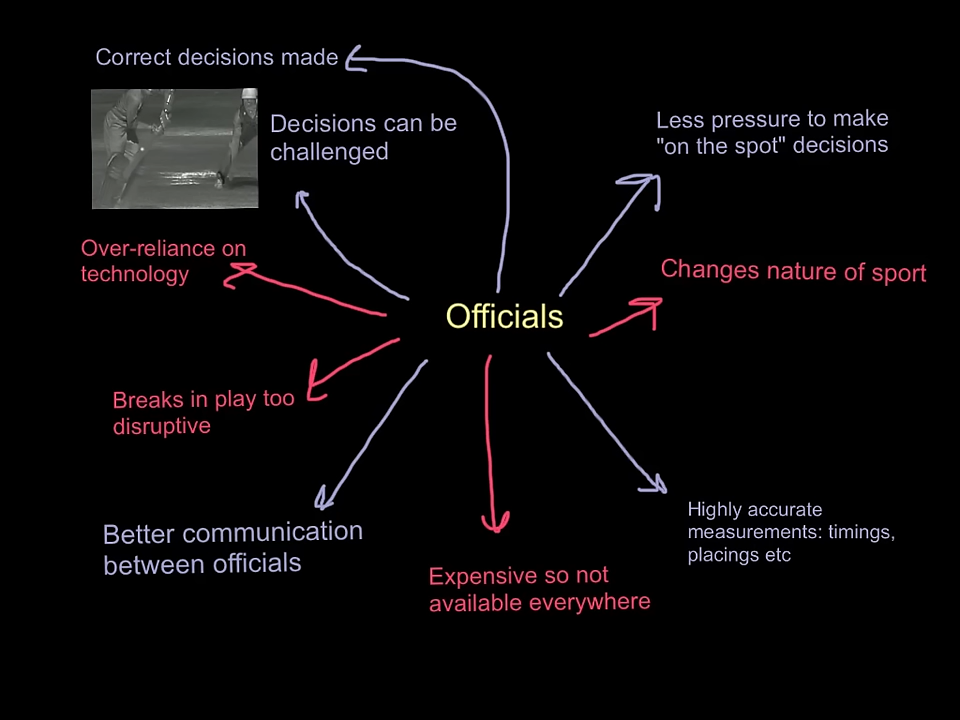 Correct decisions made
Decisions can be
challenged
Less pressure to make
"on the spot" decisions
Over-reliance on
technology
Changes nature of sport
Officials
Breaks in play too
disruptive
Better communication
between officials
Expensive so not
available everywhere
Highly accurate
measurements: timings,
placings etc